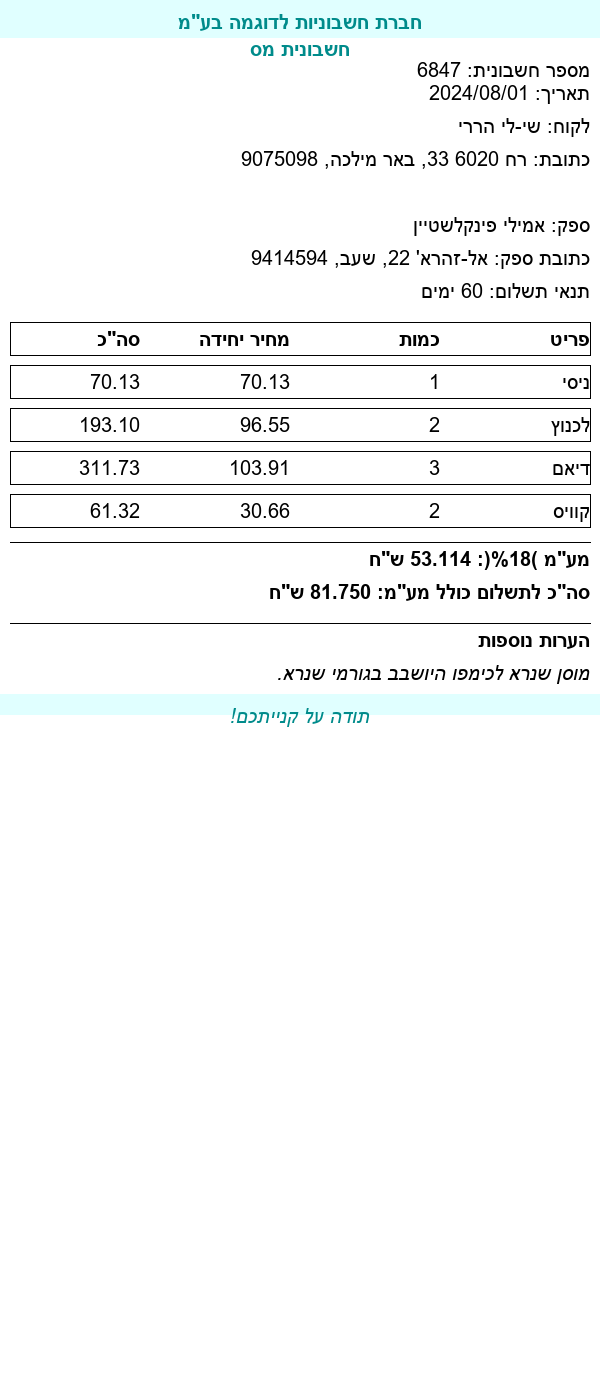 חברת חשבוניות לדוגמה בע"מ
חשבונית מס
מספר חשבונית: 6847
תאריך: 2024/08/01
לקוח: שי-לי הררי
כתובת: רח 6020 33, באר מילכה, 9075098
ספק: אמילי פינקלשטיין
כתובת ספק: אל-זהרא' 22, שעב, 9414594
תנאי תשלום: 60 ימים
פריט כמות מחיר יחידה סה"כ
ניסי 1 70.13 70.13
לכנוץ 2 96.55 193.10
דיאם 3 103.91 311.73
קוויס 2 30.66 61.32
מע"מ )18%(: 53.114 ש"ח
סה"כ לתשלום כולל מע"מ: 81.750 ש"ח
הערות נוספות
מוסן שנרא לכימפו היושבב בגורמי שנרא.
תודה על קנייתכם!